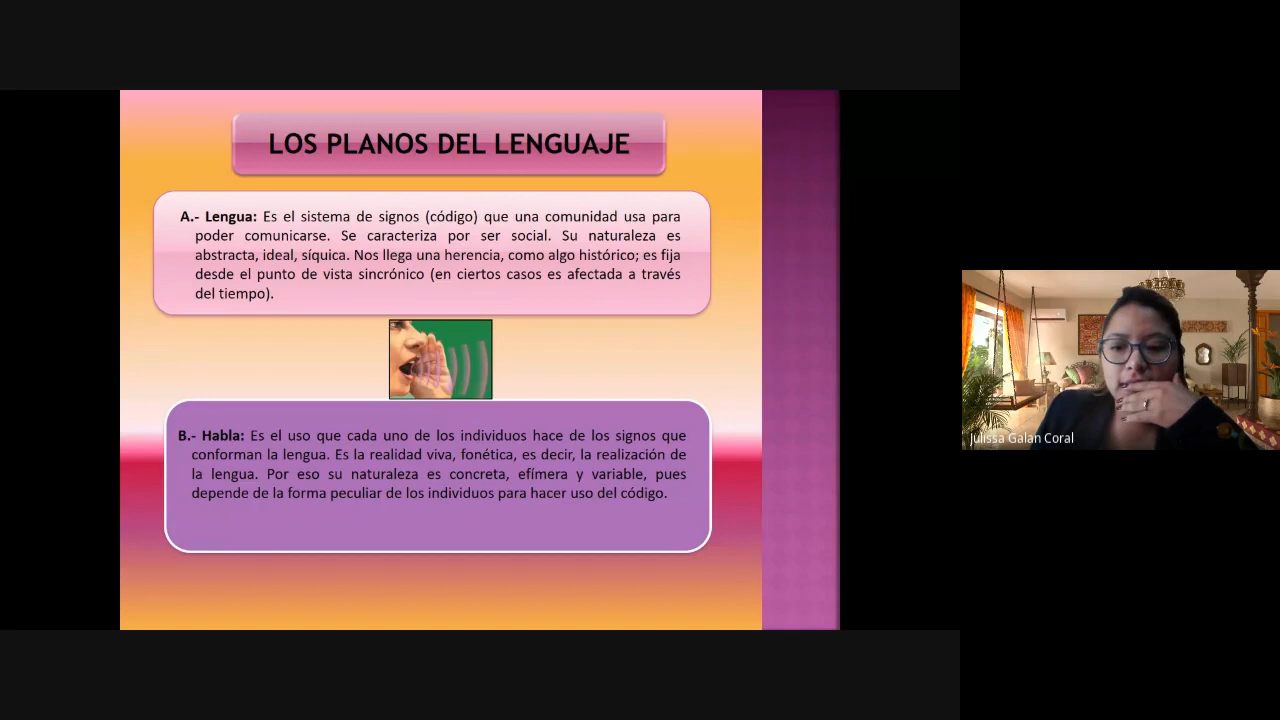 LOS PLANOS DEL LENGUAJE
A.- Lengua: Es el sistema de signos (código) que una comunidad usa para
poder comunicarse. Se caracteriza por ser social. Su naturaleza es
abstracta, ideal, síquica. Nos llega una herencia, como algo histórico; es fija
desde el punto de vista sincrónico (en ciertos casos es afectada a través
del tiempo).
B.- Habla: Es el uso que cada uno de los individuos hace de los signos que
conforman la lengua. Es la realidad viva, fonética, es decir, la realización de
la lengua. Por eso su naturaleza es concreta, efímera y variable, pues
depende de la forma peculiar de los individuos para hacer uso del código.
Julissa Galan Coral